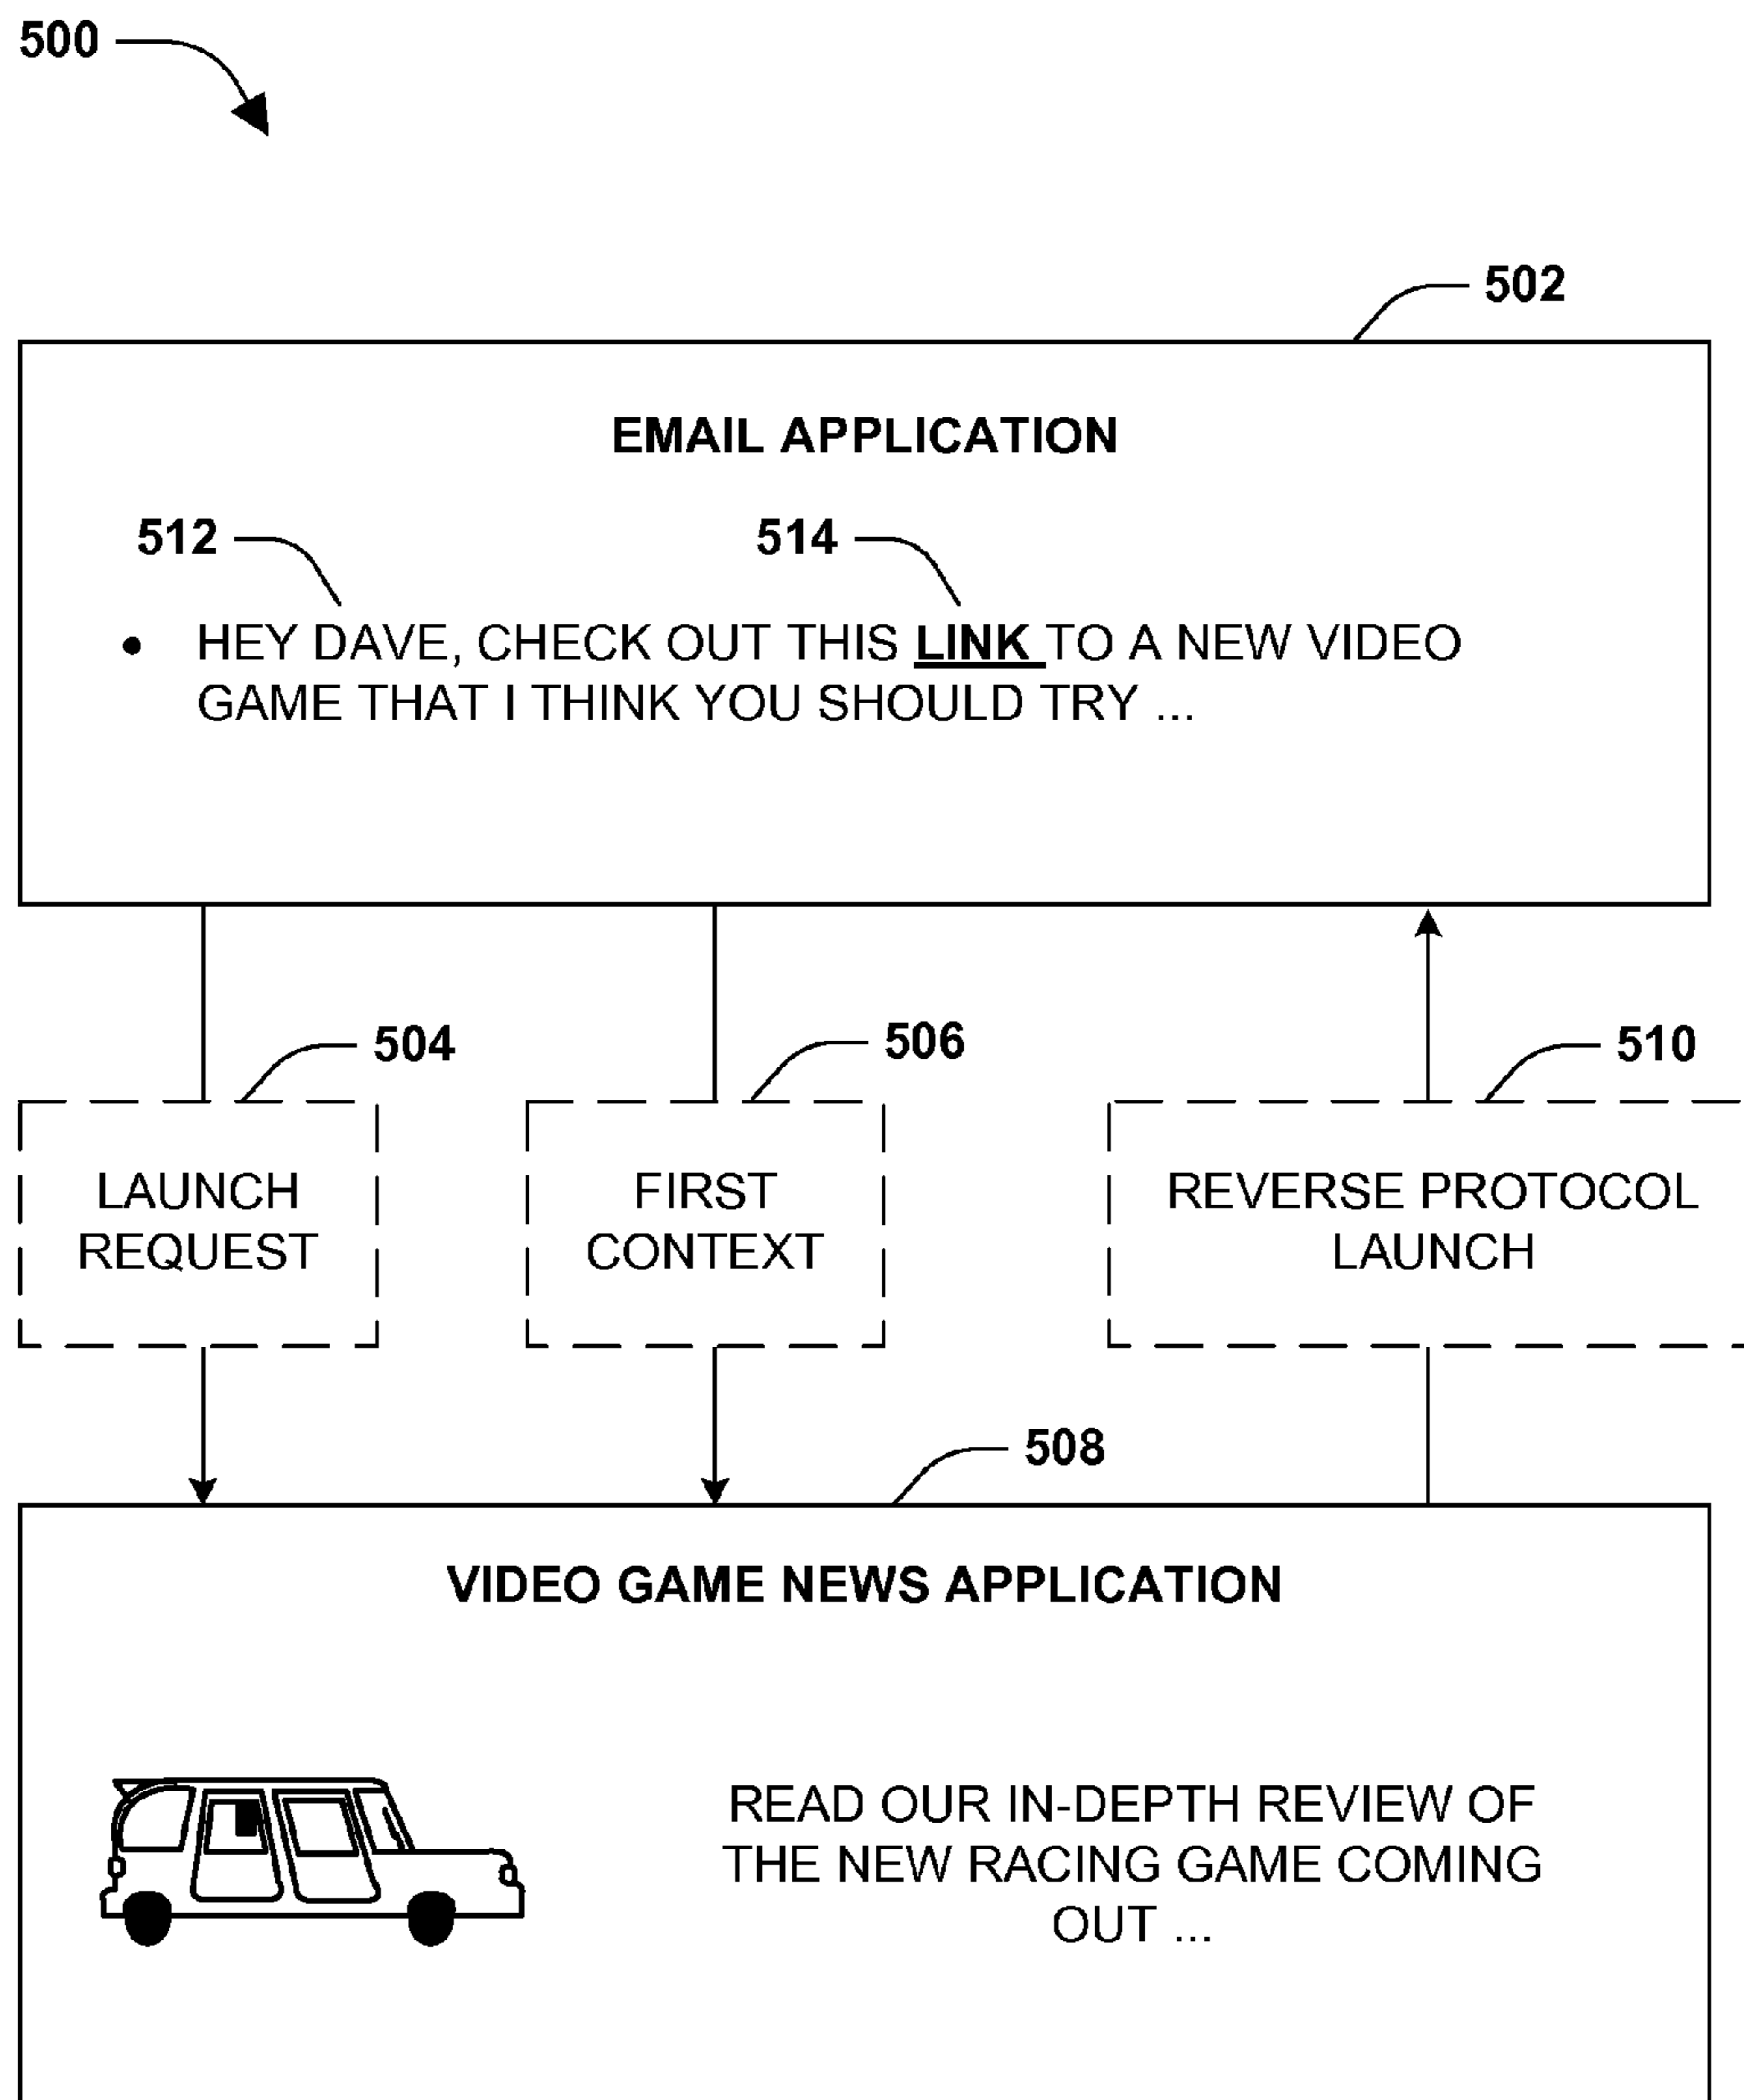 500
502
EMAIL APPLICATION
512
514
• HEY DAVE, CHECK OUT THIS LINK TO A NEW VIDEO
GAME THAT I THINK YOU SHOULD TRY ...
504
506
510
LAUNCH
REQUEST
FIRST
CONTEXT
REVERSE PROTOCOL
LAUNCH
508
VIDEO GAME NEWS APPLICATION
READ OUR IN-DEPTH REVIEW OF
THE NEW RACING GAME COMING
OUT ...